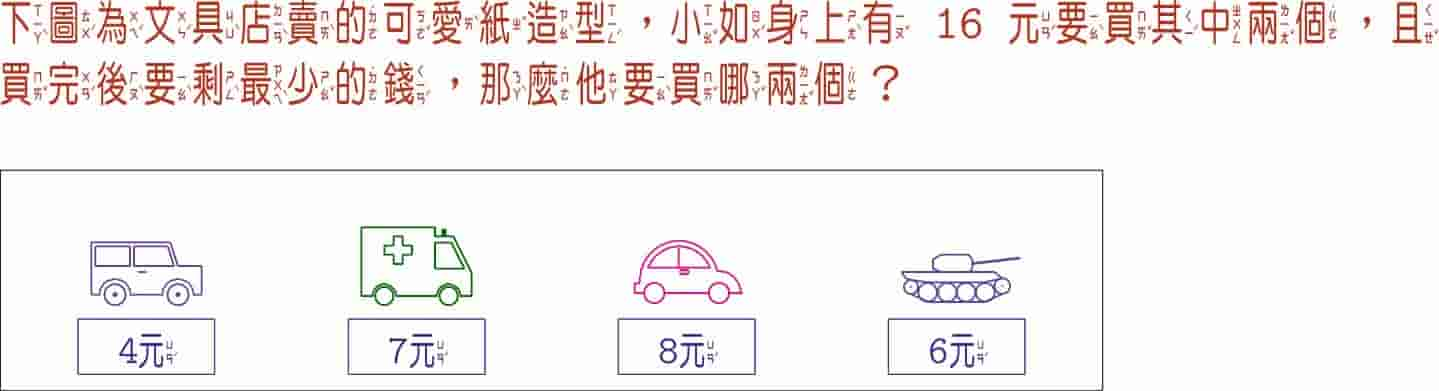 下圖為文具店賣的可愛紙造型，小如身上有 16 元要買其中兩個，且
買完後要剩最少的錢，那麼他要買哪兩個？
4元 7元 8元 6元